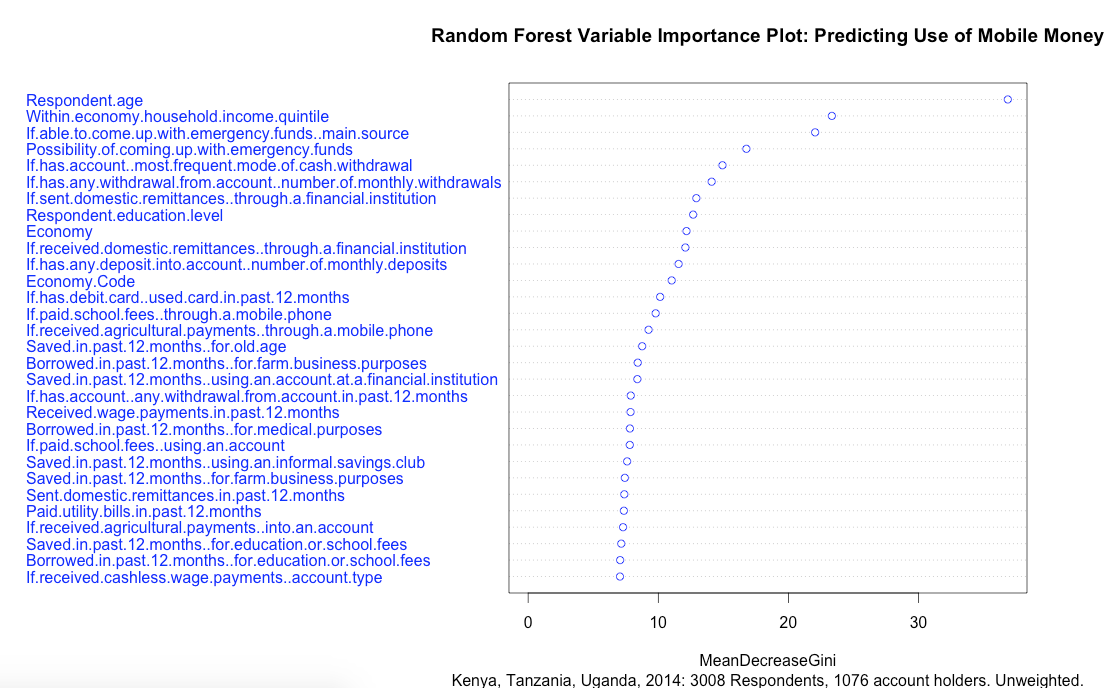 Random Forest Variable Importance Plot: Predicting Use of Mobile Money
Respondent.age
Within.economy.household.income.quintile
If.able.to.come.up.with.emergency.funds..main.source
Possibility.of.coming.up.with.emergency.funds
If.has.account..most.frequent.mode.of.cash.withdrawal
If.has.any.withdrawal.from.account..number.of.monthly.withdrawals
If.sent.domestic.remittances..through.a.financial.institution
Respondent.education.level
Economy
If.received.domestic.remittances..through.a.financial.institution
If.has.any.deposit.into.account..number.of.monthly.deposits
Economy.Code
If.has.debit.card..used.card.in.past.12.months
If.paid.school.fees..through.a.mobile.phone
If.received.agricultural.payments..through.a.mobile.phone
Saved.in.past.12.months..for.old.age
Borrowed.in.past.12.months..for.farm.business.purposes
Saved.in.past.12.months..using.an.account.at.a.financial.institution
If.has.account..any.withdrawal.from.account.in.past.12.months
Received.wage.payments.in.past.12.months
Borrowed.in.past.12.months..for.medical.purposes
If.paid.school.fees..using.an.account
Saved.in.past.12.months..using.an.informal.savings.club
Saved.in.past.12.months..for.farm.business.purposes
Sent.domestic.remittances.in.past.12.months
Paid.utility.bills.in.past.12.months
If.received.agricultural.payments..into.an.account
Saved.in.past.12.months..for.education.or.school.fees
Borrowed.in.past.12.months..for.education.or.school.fees
If.received.cashless.wage.payments..account.type
0 10 20 30
MeanDecreaseGini
Kenya, Tanzania, Uganda, 2014: 3008 Respondents, 1076 account holders. Unweighted.